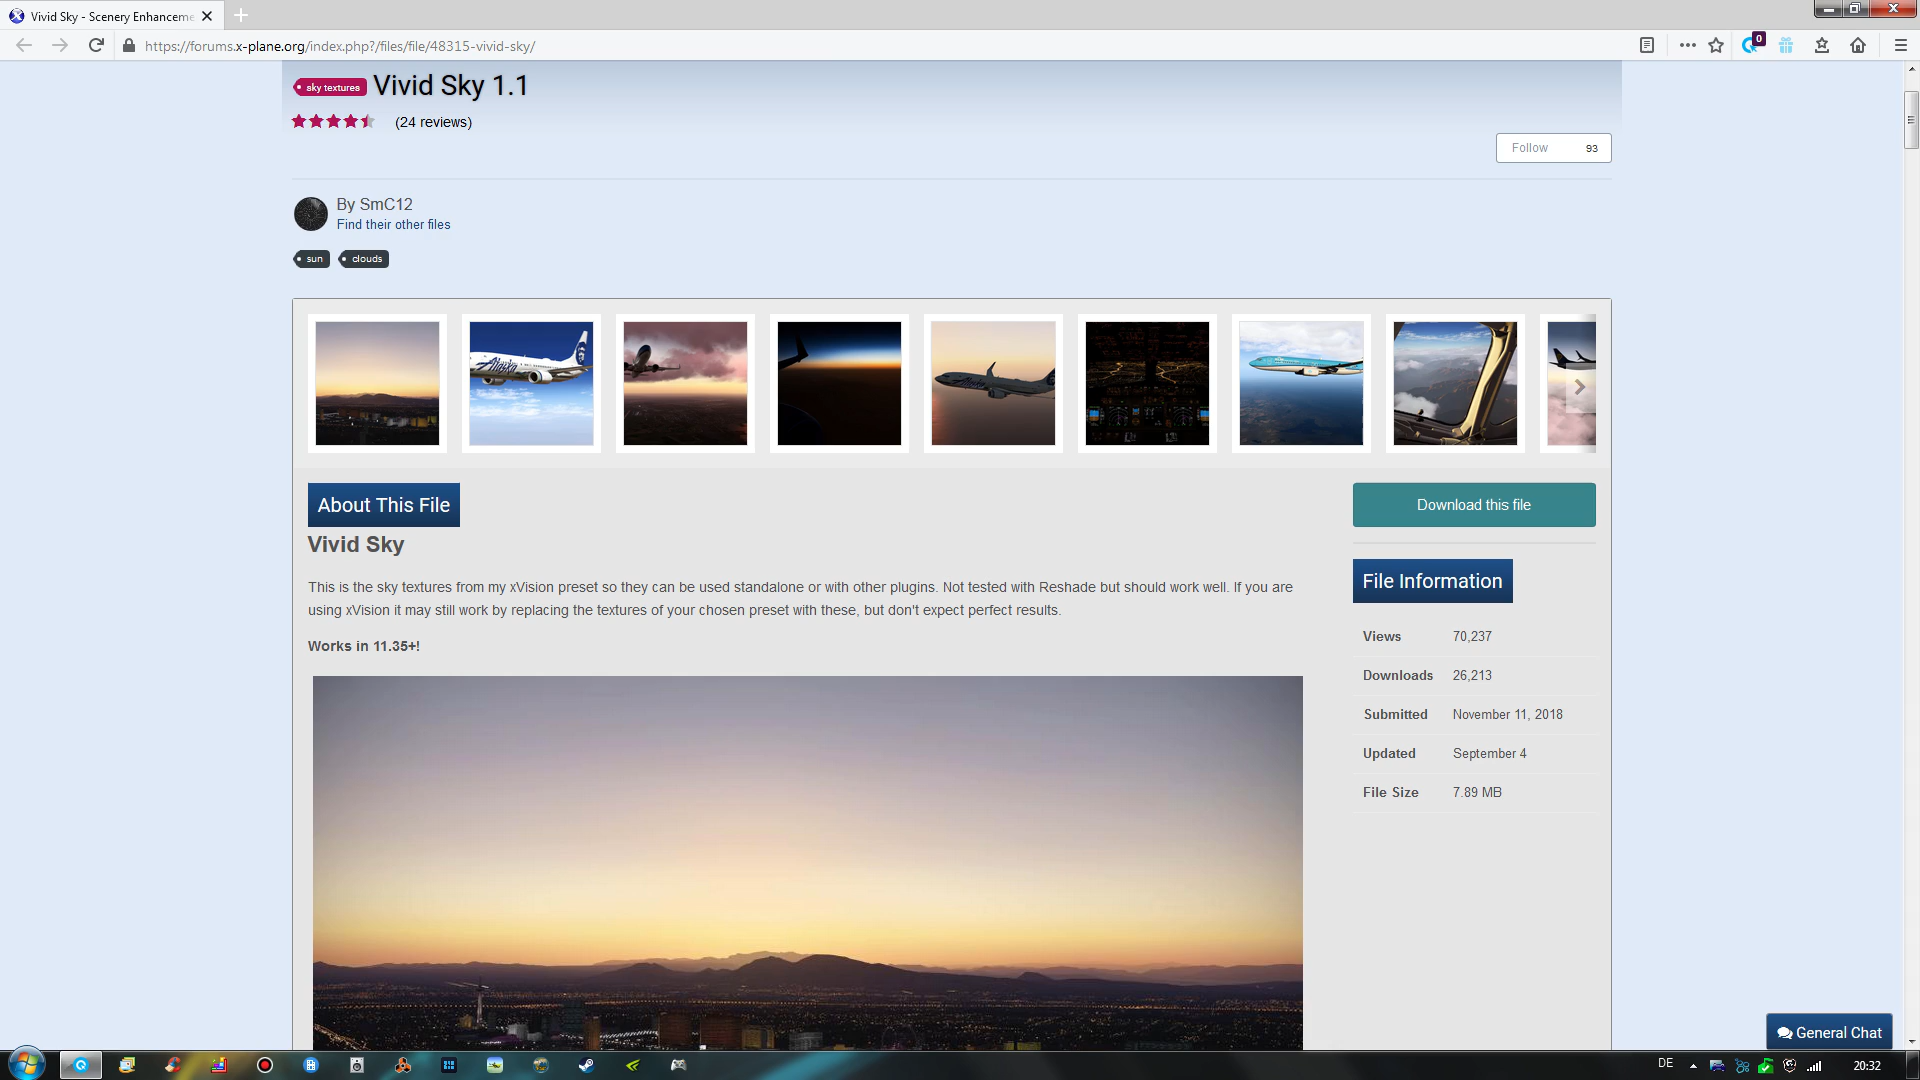 Vivid Sky - Scenery Enhanceme
https://forums.x-plane.org/index.php?/files/file/48315-vivid-sky/
0
sky textures
Vivid Sky 1.1
(24 reviews)
Follow 93
By SmC12
Find their other files
sun
clouds
Alaska
About This File
Download this file
Vivid Sky
This is the sky textures from my xVision preset so they can be used standalone or with other plugins. Not tested with Reshade but should work well. If you are
using xVision it may still work by replacing the textures of your chosen preset with these, but don't expect perfect results.
Works in 11.35+!
File Information
Views 70,237
Downloads 26,213
Submitted November 11, 2018
Updated September 4
File Size 7.89 MB
General Chat
DE
20:32